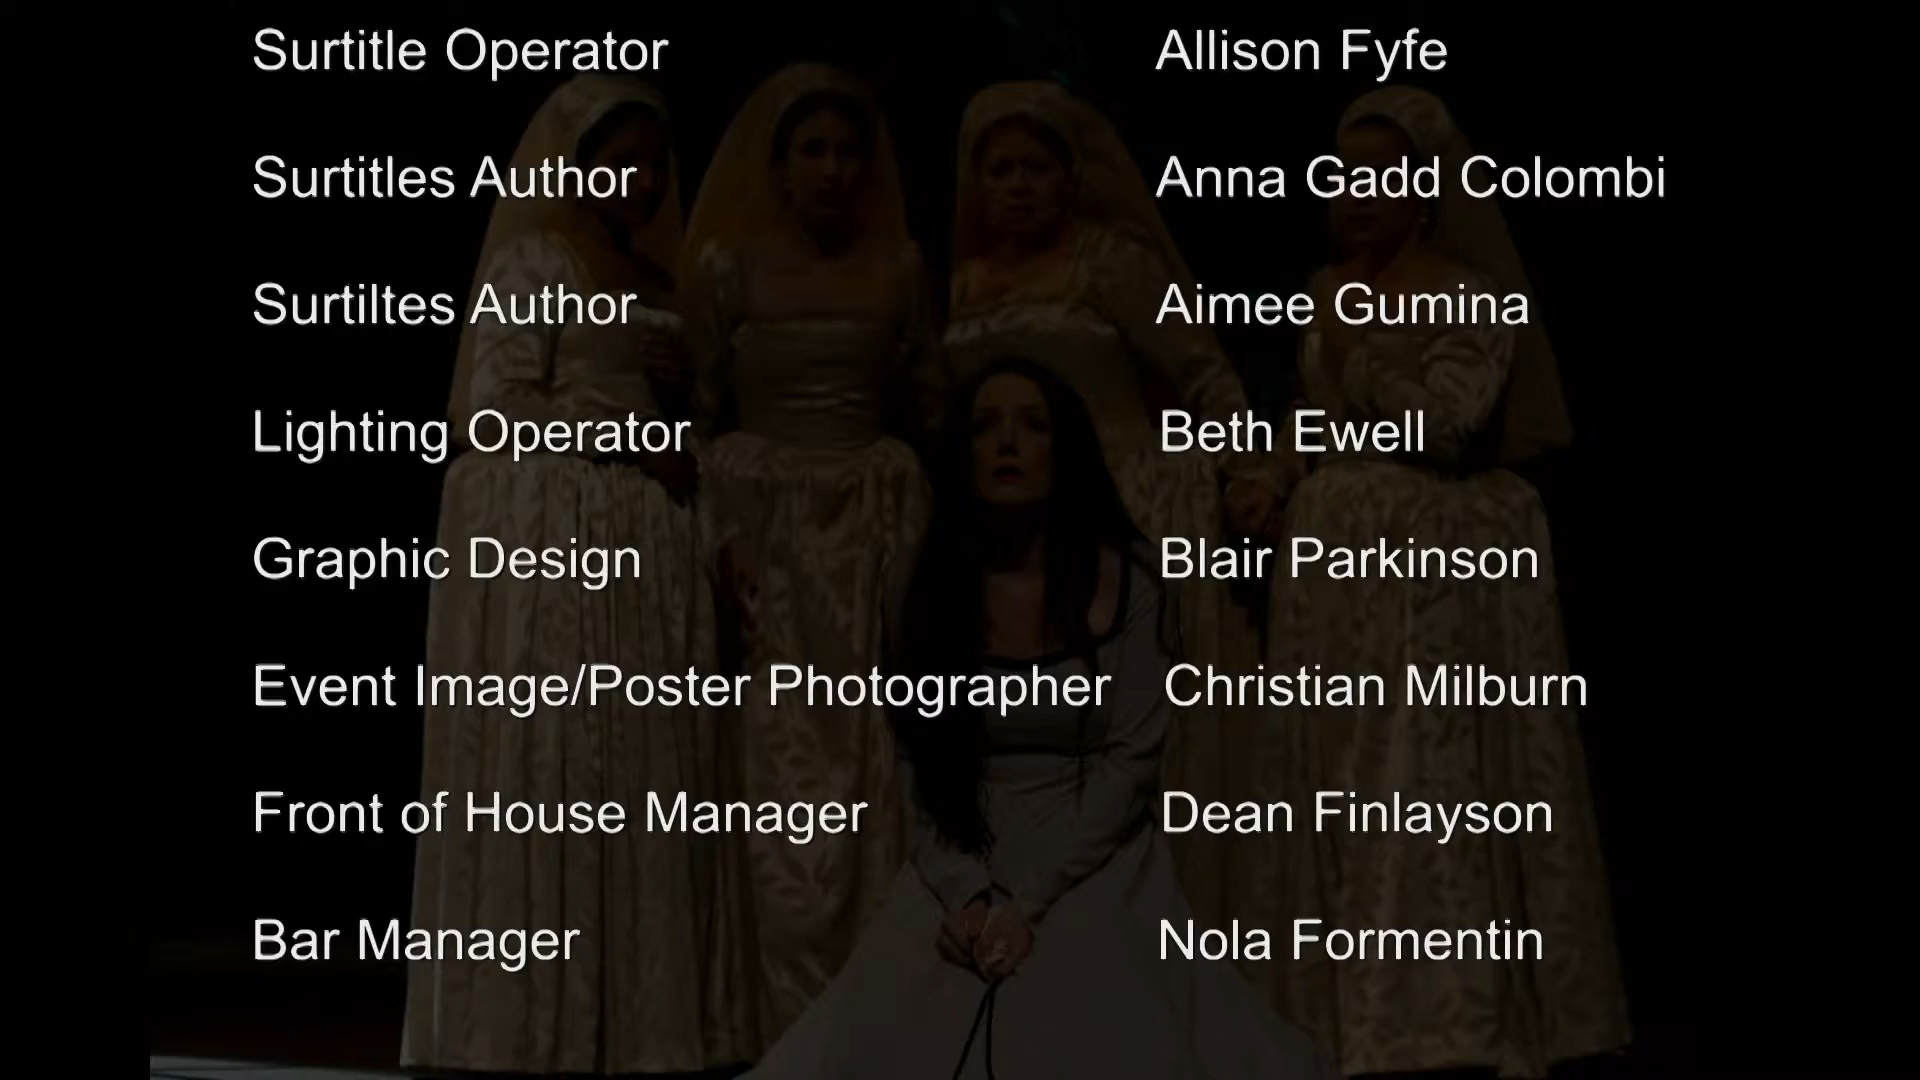 Surtitle Operator Allison Fyfe
Surtitles Author Anna Gadd Colombi
Surtiltes Author Aimee Gumina
Lighting Operator Beth Ewell
Graphic Design Blair Parkinson
Event Image/Poster Photographer Christian Milburn
Front of House Manager Dean Finlayson
Bar Manager Nola Formentin